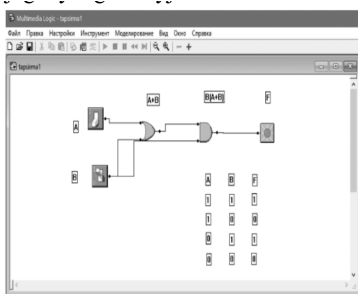 Multimedia Logic - tapsirma1
Файл Правка Настройки Инструмент Моделирование Вид Окно Справка
tapsirma1
A+B B(A+B) F
A
B
A B F
1 1 1
1 0 0
0 1 1
0 0 0